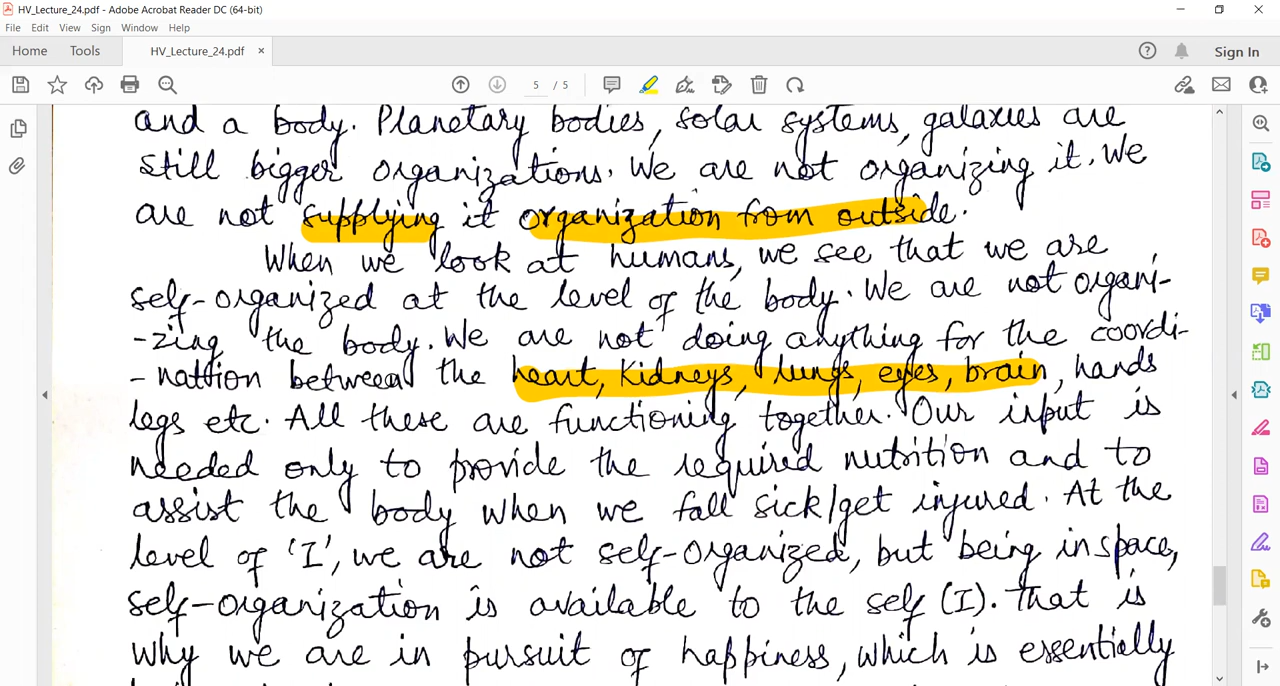 HV_Lecture_24.pdf - Adobe Acrobat Reader DC (64-bit)
File Edit View Sign Window Help
Home Tools HV_Lecture_24.pdf × Sign In
5 / 5
and a body. Planetary bodies, solar systems, galaxies are
still bigger organizations. We are not organizing it. We
are not supplying it organization from outside.
When we look at humans, we see that we are
self-organized at the level of the body. We are not organi-
-zing the body. We are not doing anything for the coordi-
-nation between the heart, kidneys, lungs, eyes, brain, hands
legs etc. All these are functioning together. Our input is
needed only to provide the required nutrition and to
assist the body when we fall sick/get injured. At the
level of 'I', we are not self-organized, but being in space,
self-organization is available to the self (I). That is
why we are in pursuit of happiness, which is essentially